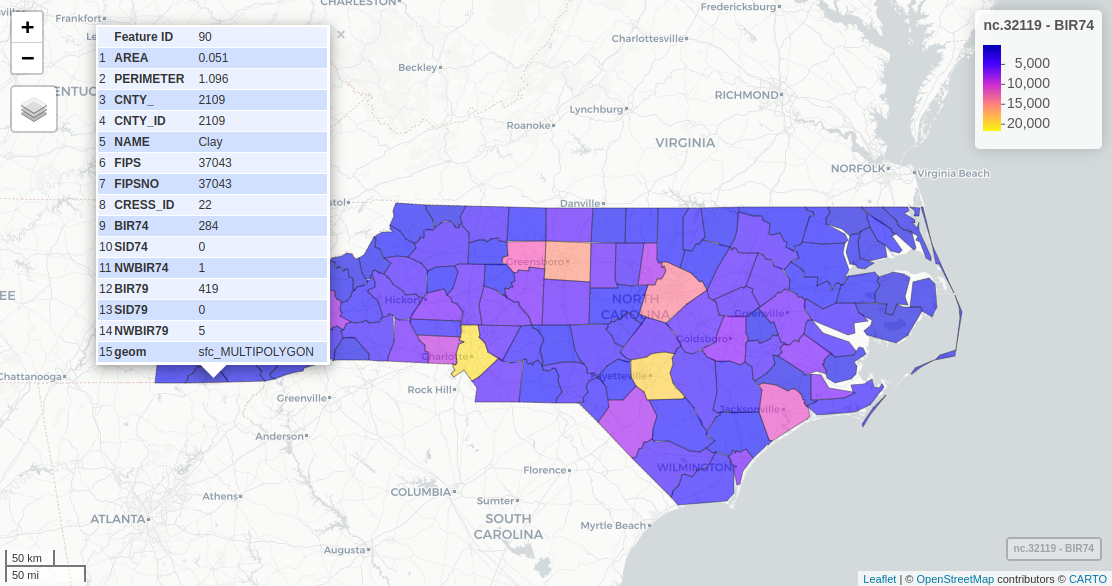 CHARLESTON
Frankfort
Fredericksburg
+
−
Charlottesville
Beckley
ENTUC
RICHMOND
Lynchburg
Roanoke
VIRGINIA
NORFOLK
Virginia Beach
Danville
Feature ID 90
1 AREA 0.051
2 PERIMETER 1.096
3 CNTY_ 2109
4 CNTY_ID 2109
5 NAME Clay
6 FIPS 37043
7 FIPSNO 37043
8 CRESS_ID 22
9 BIR74 284
10 SID74 0
11 NWBIR74 1
12 BIR79 419
13 SID79 0
14 NWBIR79 5
15 geom sfc_MULTIPOLYGON
×
nc.32119 - BIR74
5,000
10,000
15,000
20,000
Greensboro
Hickory
NORTH
CAROLINA
Greenville
Goldsboro
Charlotte
Fayetteville
Jacksonville
WILMINGTON
EE
Chattanooga
Rock Hill
Greenville
Anderson
Florence
Athens
COLUMBIA
Sumter
ATLANTA
SOUTH
CAROLINA
Myrtle Beach
Augusta
50 km
50 mi
nc.32119 - BIR74
Leaflet | © OpenStreetMap contributors © CARTO